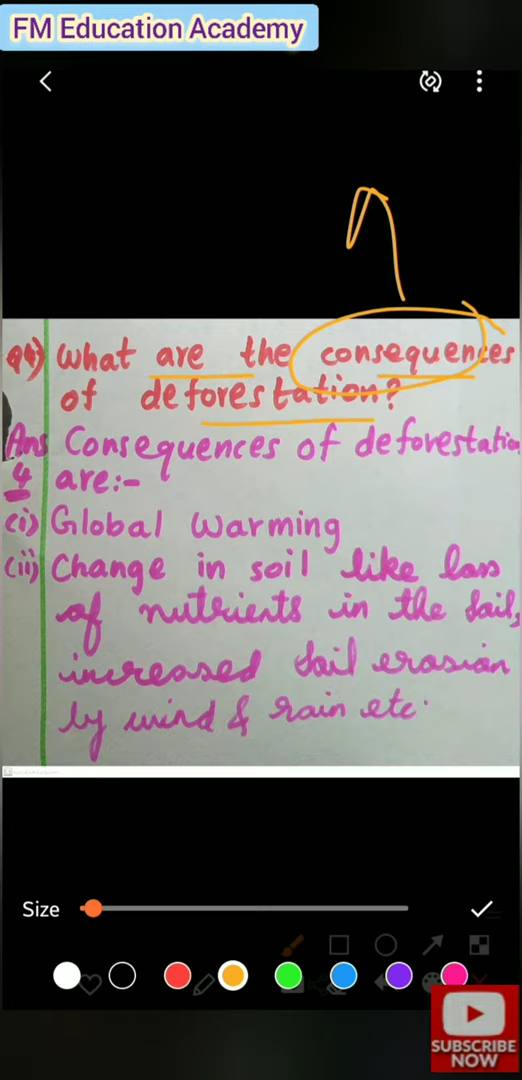 FM Education Academy
Q4) What are the consequences
of deforestation?
Ans Consequences of deforestation
4 are:-
(i) Global Warming
(ii) Change in soil like loss
of nutrients in the soil,
increased soil erosion
by wind & rain etc.
Size
SUBSCRIBE
NOW